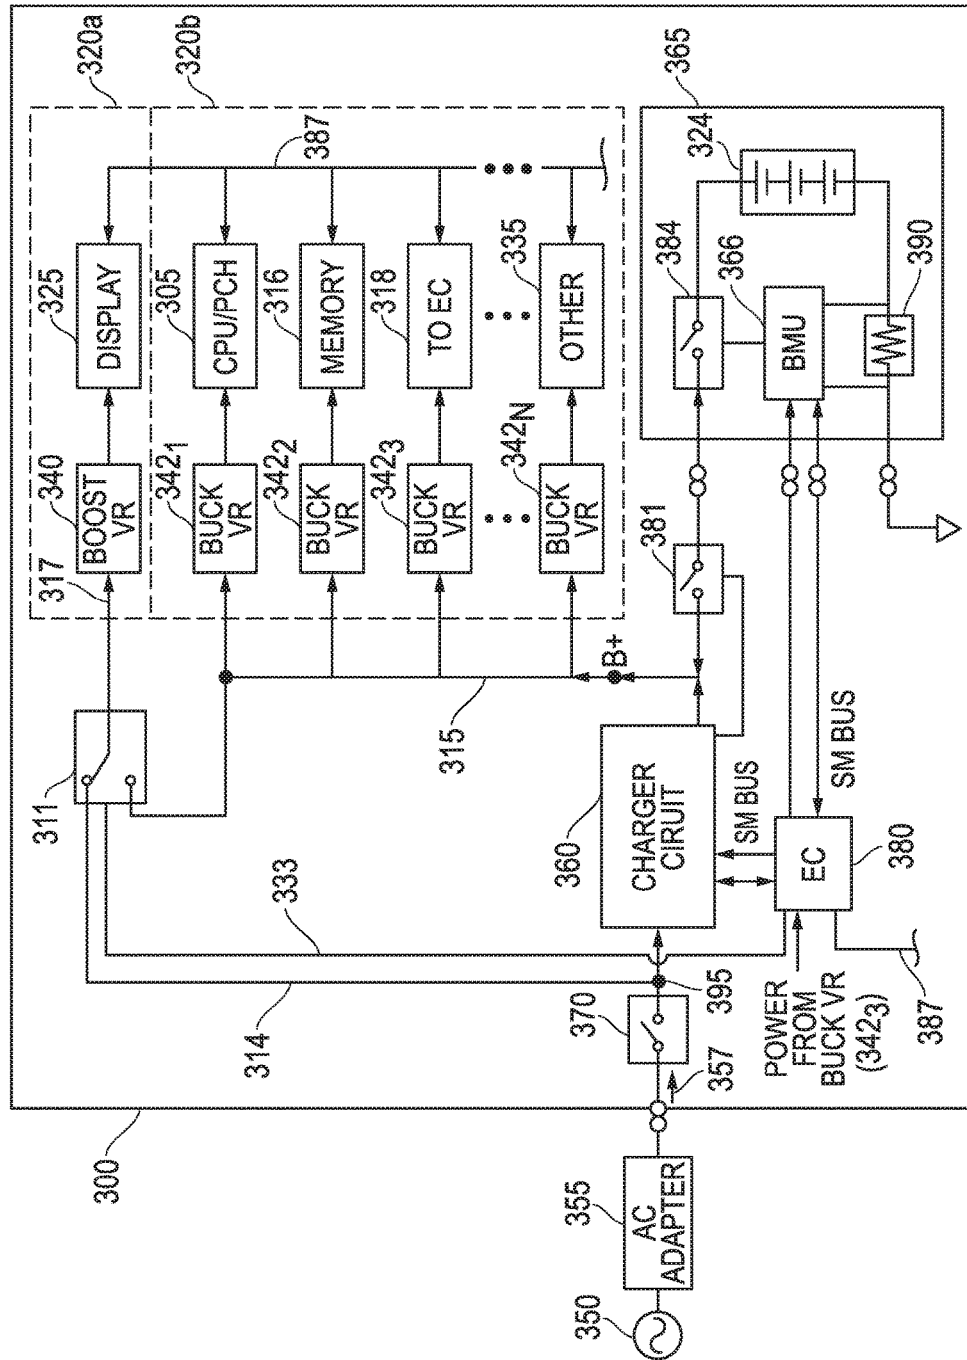 320a
320b
387
325
DISPLAY
305
CPU/PCH
316
MEMORY
318
TO EC
335
OTHER
340
BOOST
VR
342₁
BUCK
VR
342₂
BUCK
VR
342₃
BUCK
VR
342N
BUCK
VR
317
311
315
B+
365
324
384
366
BMU
390
381
360
CHARGER
CIRUIT
SM BUS
SM BUS
EC
380
333
314
395
370
357
POWER
FROM
BUCK VR
(342₃)
387
300
355
AC
ADAPTER
350